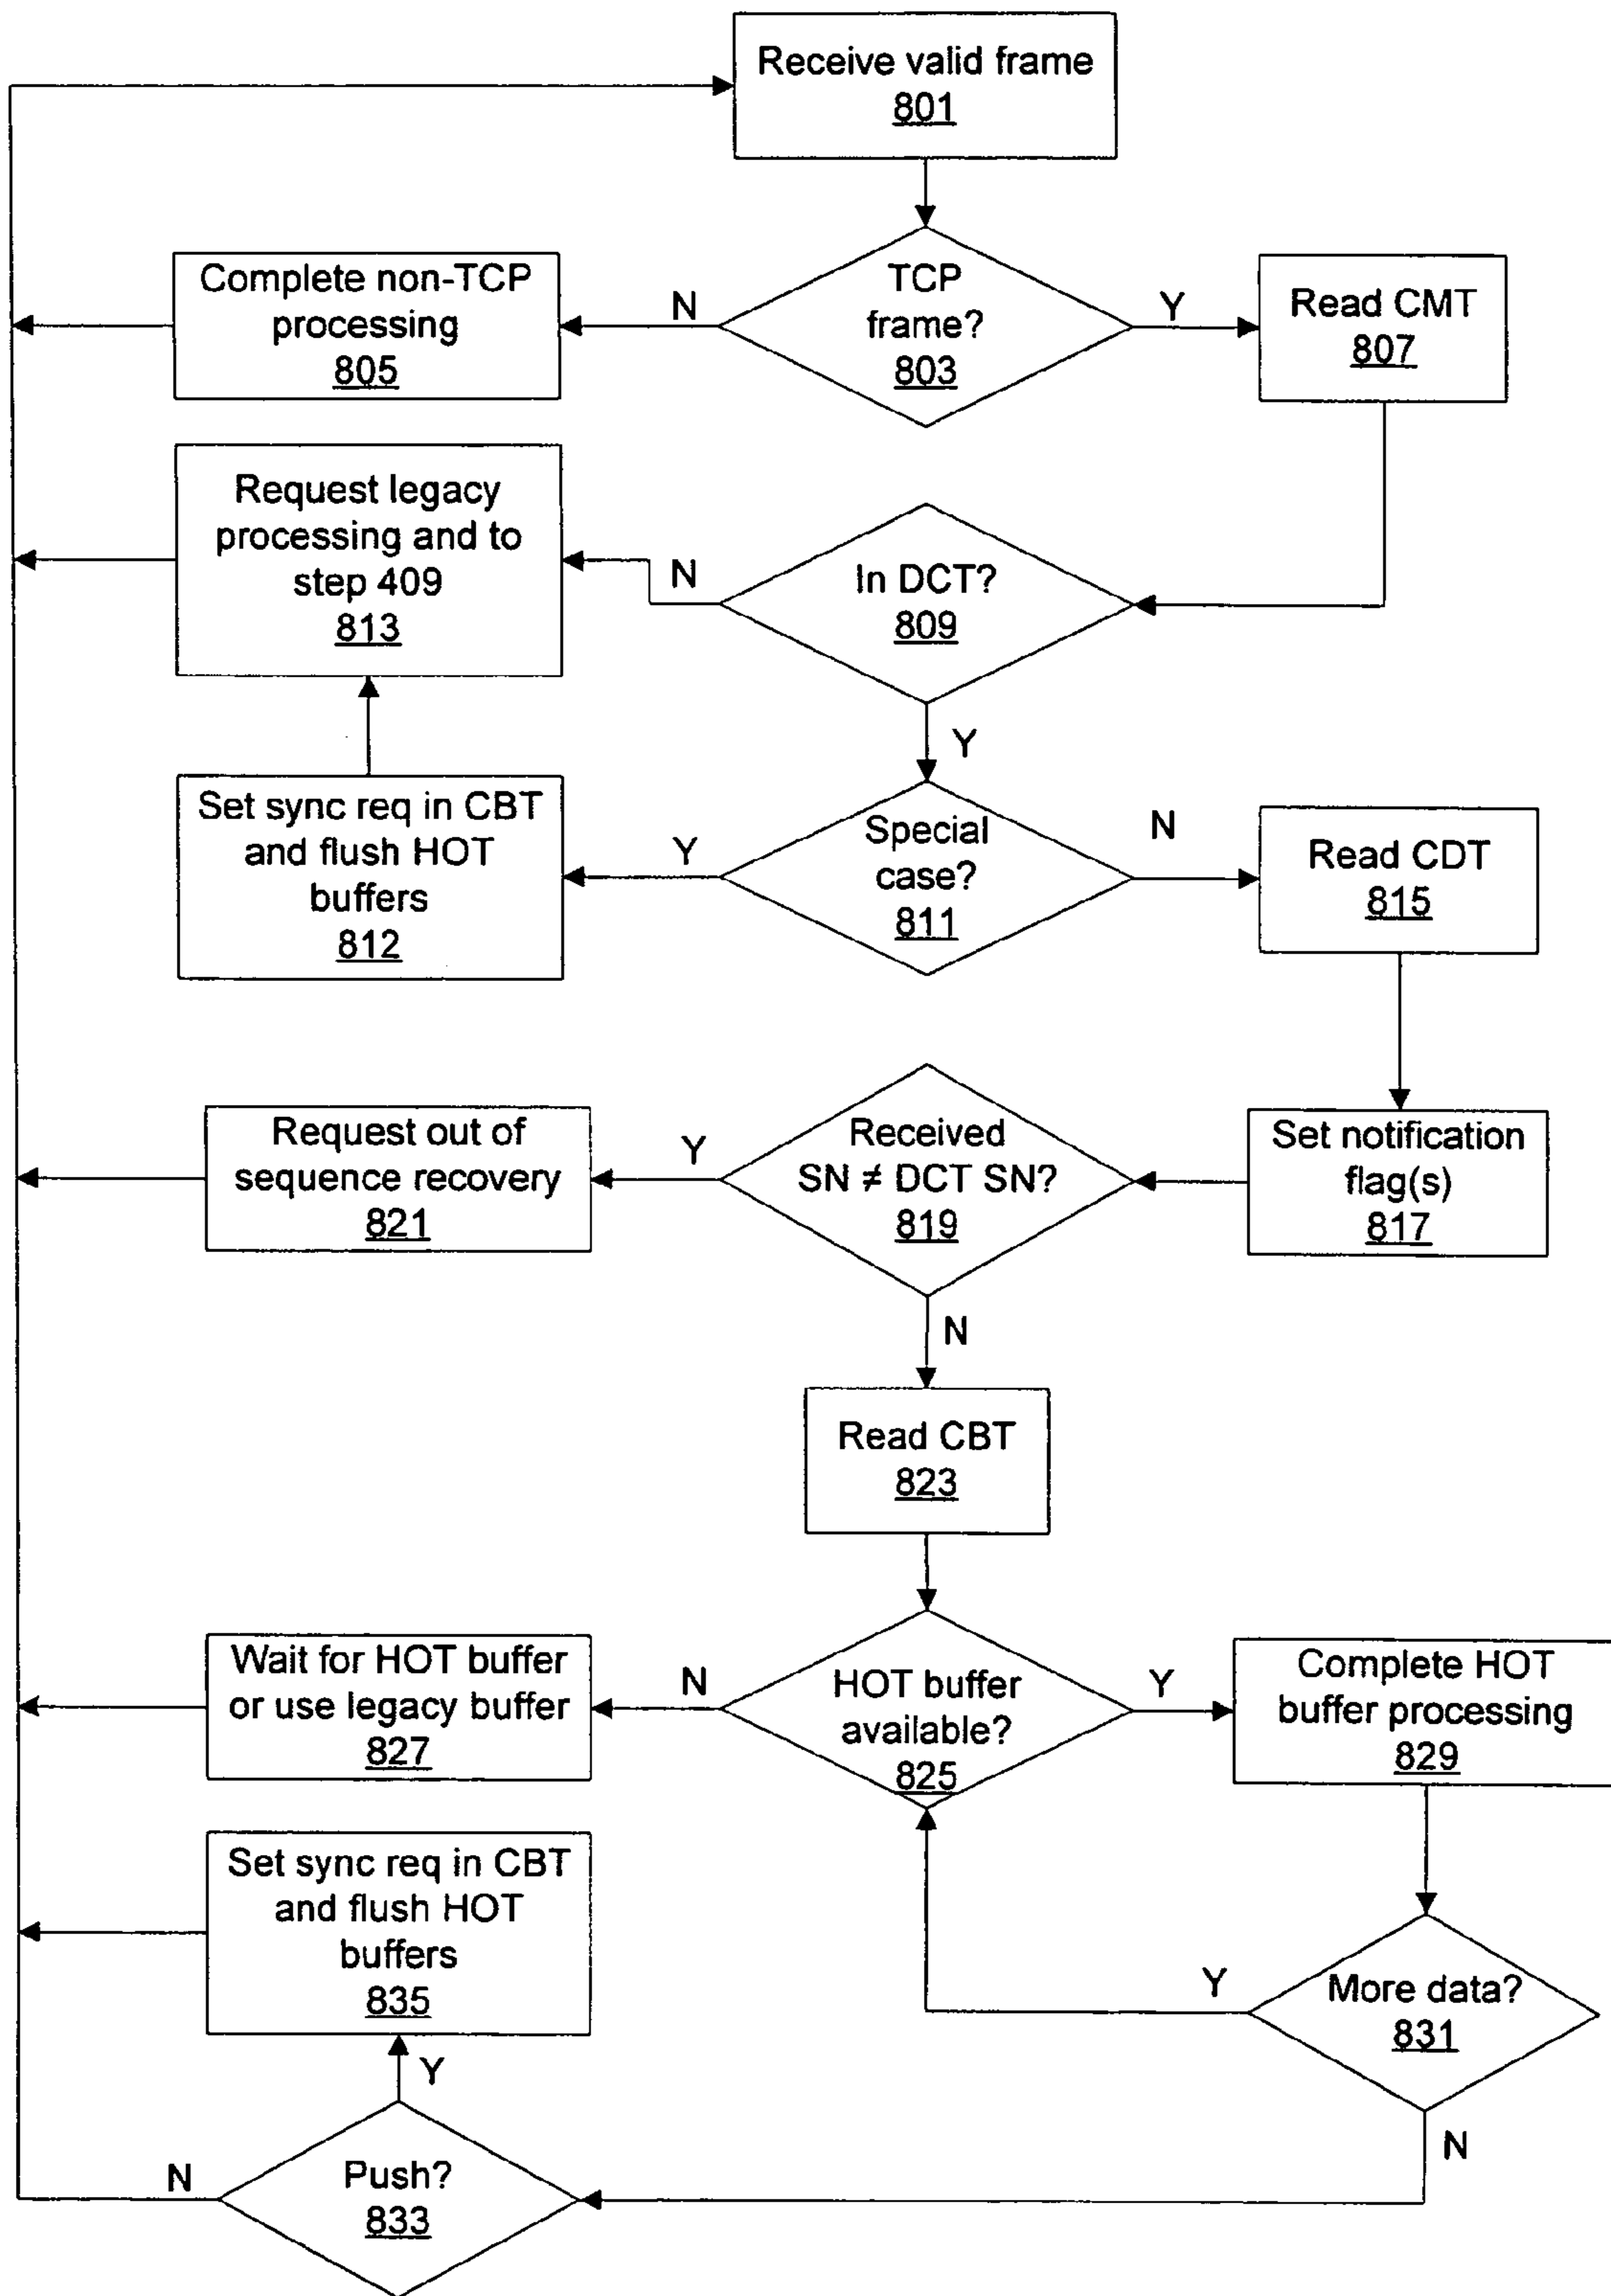 Receive valid frame
801
Complete non-TCP
processing
805
N
TCP
frame?
803
Y
Read CMT
807
Request legacy
processing and to
step 409
813
N
In DCT?
809
Y
Set sync req in CBT
and flush HOT
buffers
812
Y
Special
case?
811
N
Read CDT
815
Request out of
sequence recovery
821
Y
Received
SN ≠ DCT SN?
819
Set notification
flag(s)
817
N
Read CBT
823
Wait for HOT buffer
or use legacy buffer
827
N
HOT buffer
available?
825
Y
Complete HOT
buffer processing
829
Set sync req in CBT
and flush HOT
buffers
835
Y
More data?
831
Y
N
N
Push?
833